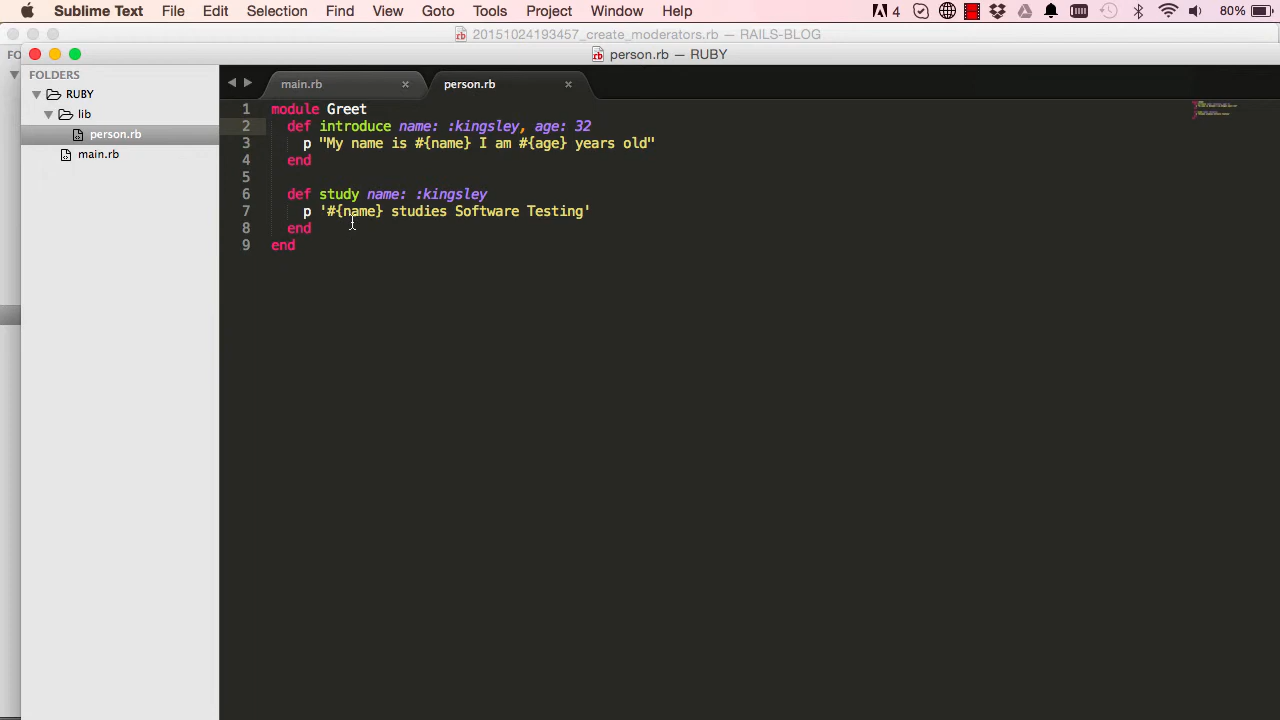 Sublime Text File Edit Selection Find View Goto Tools Project Window Help 4 80%
20151024193457_create_moderators.rb — RAILS-BLOG
FO
person.rb — RUBY
FOLDERS
RUBY
lib
person.rb
main.rb
main.rb ×
person.rb ×
1 module Greet
2 def introduce name: :kingsley, age: 32
3 p "My name is #{name} I am #{age} years old"
4 end
5
6 def study name: :kingsley
7 p '#{name} studies Software Testing'
8 end
9 end